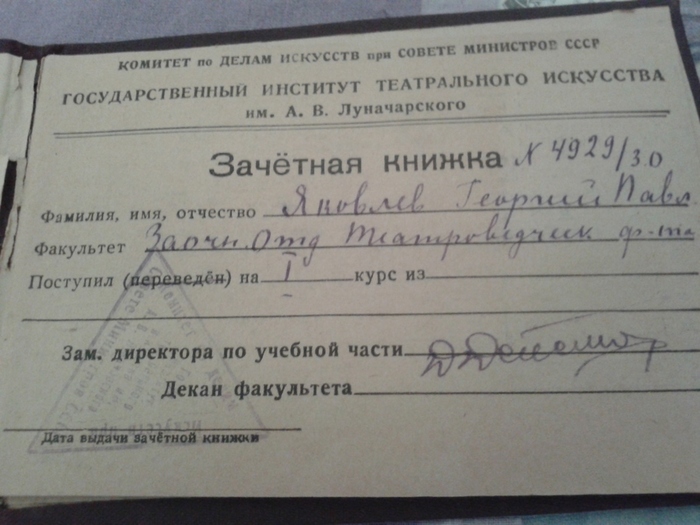 КОМИТЕТ по ДЕЛАМ ИСКУССТВ при СОВЕТЕ МИНИСТРОВ СССР
ГОСУДАРСТВЕННЫЙ ИНСТИТУТ ТЕАТРАЛЬНОГО ИСКУССТВА
им. А. В. Луначарского
Зачётная книжка N 4929/30
Фамилия, имя, отчество Яковлев Георгий Павл.
Факультет Заочн. Отд Театроведческ ф-та
Поступил (переведён) на I курс из
Зам. директора по учебной части
Декан факультета
Дата выдачи зачётной книжки